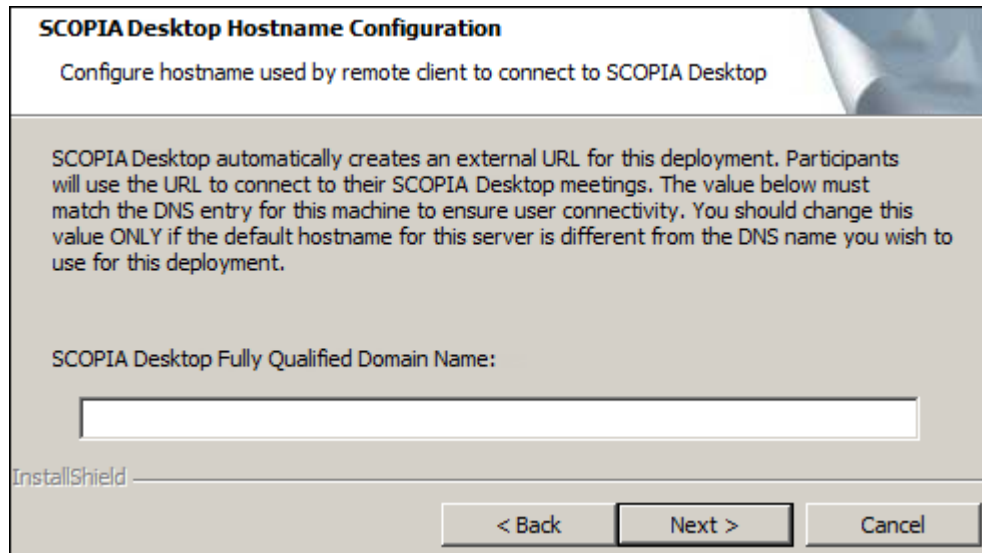 SCOPIA Desktop Hostname Configuration
Configure hostname used by remote client to connect to SCOPIA Desktop
SCOPIA Desktop automatically creates an external URL for this deployment. Participants
will use the URL to connect to their SCOPIA Desktop meetings. The value below must
match the DNS entry for this machine to ensure user connectivity. You should change this
value ONLY if the default hostname for this server is different from the DNS name you wish to
use for this deployment.
SCOPIA Desktop Fully Qualified Domain Name:
InstallShield
< Back Next > Cancel